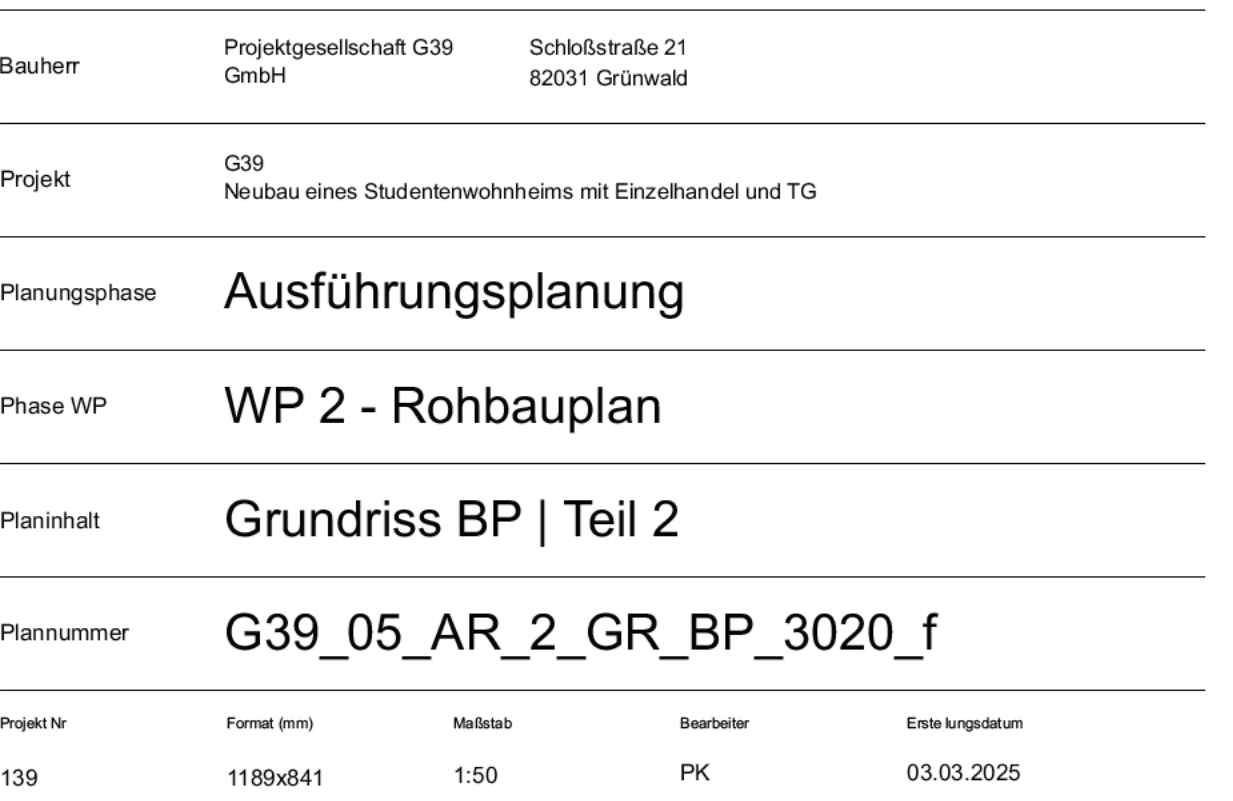 Bauherr
Projektgesellschaft G39
GmbH
Schloßstraße 21
82031 Grünwald
Projekt
G39
Neubau eines Studentenwohnheims mit Einzelhandel und TG
Planungsphase
Ausführungsplanung
Phase WP
WP 2 - Rohbauplan
Planinhalt
Grundriss BP | Teil 2
Plannummer
G39_05_AR_2_GR_BP_3020_f
Projekt Nr
Format (mm)
Maßstab
Bearbeiter
Erste lungsdatum
139
1189x841
1:50
PK
03.03.2025